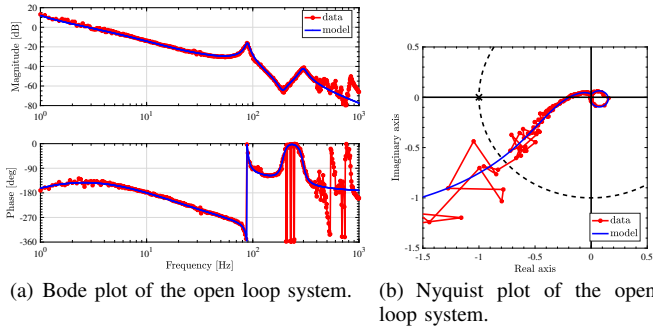 40
20
0
-20
-40
-60
-80
Magnitude [dB]
data
model
10^0
10^1
10^2
10^3
0
-90
-180
-270
-360
Phase [deg]
10^0
10^1
10^2
10^3
Frequency [Hz]
(a) Bode plot of the open loop system.
0.5
0
-0.5
-1
-1.5
Imaginary axis
data
model
-1.5
-1
-0.5
0
0.5
Real axis
(b) Nyquist plot of the open
loop system.